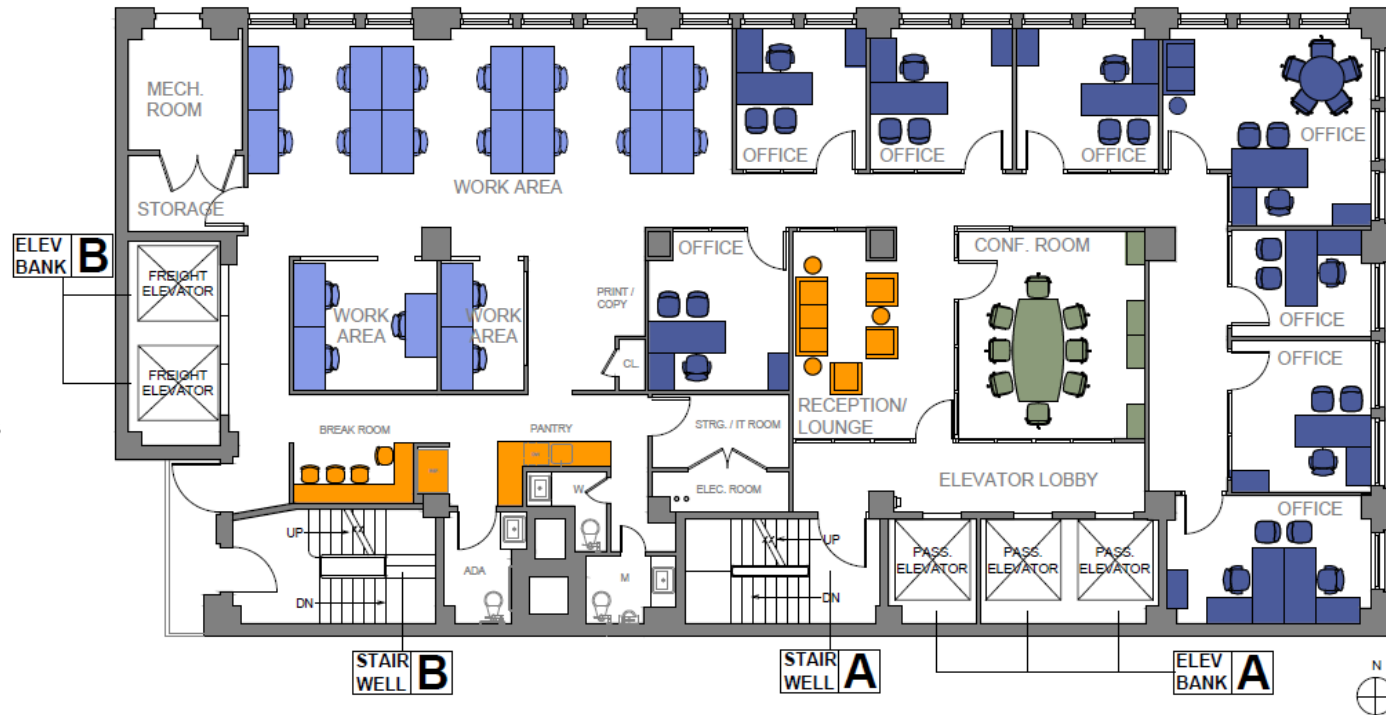 MECH.
ROOM
OFFICE
OFFICE
OFFICE
OFFICE
WORK AREA
STORAGE
ELEV
BANK
B
FREIGHT
ELEVATOR
FREIGHT
ELEVATOR
WORK
AREA
WORK
AREA
PRINT /
COPY
CL.
OFFICE
CONF. ROOM
RECEPTION/
LOUNGE
OFFICE
OFFICE
BREAK ROOM
PANTRY
STRG. / IT ROOM
ELEC. ROOM
ELEVATOR LOBBY
W
UP
DN
ADA
M
UP
DN
PASS.
ELEVATOR
PASS.
ELEVATOR
PASS.
ELEVATOR
OFFICE
STAIR
WELL
B
STAIR
WELL
A
ELEV
BANK
A
N